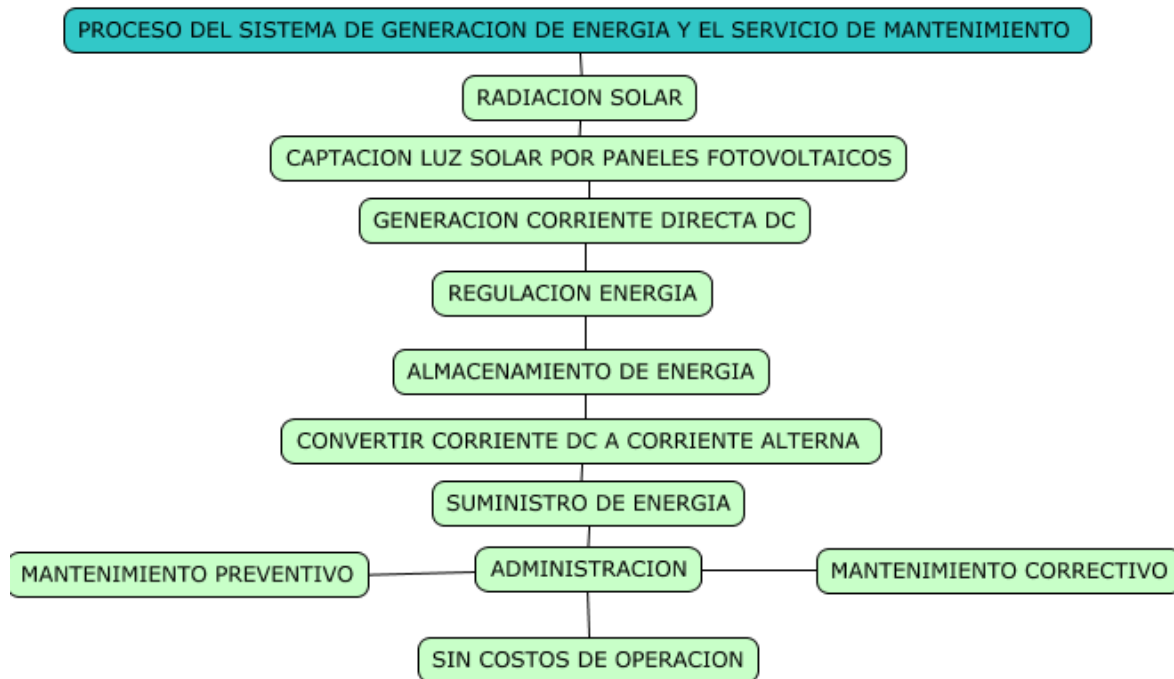 PROCESO DEL SISTEMA DE GENERACION DE ENERGIA Y EL SERVICIO DE MANTENIMIENTO
RADIACION SOLAR
CAPTACION LUZ SOLAR POR PANELES FOTOVOLTAICOS
GENERACION CORRIENTE DIRECTA DC
REGULACION ENERGIA
ALMACENAMIENTO DE ENERGIA
CONVERTIR CORRIENTE DC A CORRIENTE ALTERNA
SUMINISTRO DE ENERGIA
MANTENIMIENTO PREVENTIVO
ADMINISTRACION
MANTENIMIENTO CORRECTIVO
SIN COSTOS DE OPERACION